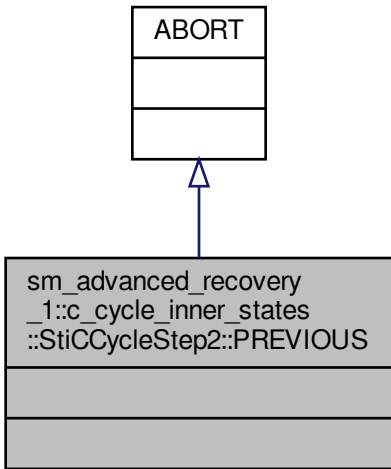 ABORT
sm_advanced_recovery
_1::c_cycle_inner_states
::StiCCycleStep2::PREVIOUS